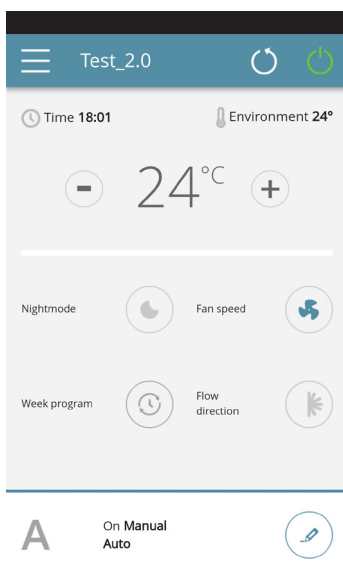 Test_2.0
Time 18:01
Environment 24°
- 24°C +
Nightmode
Fan speed
Week program
Flow
direction
A
On Manual
Auto